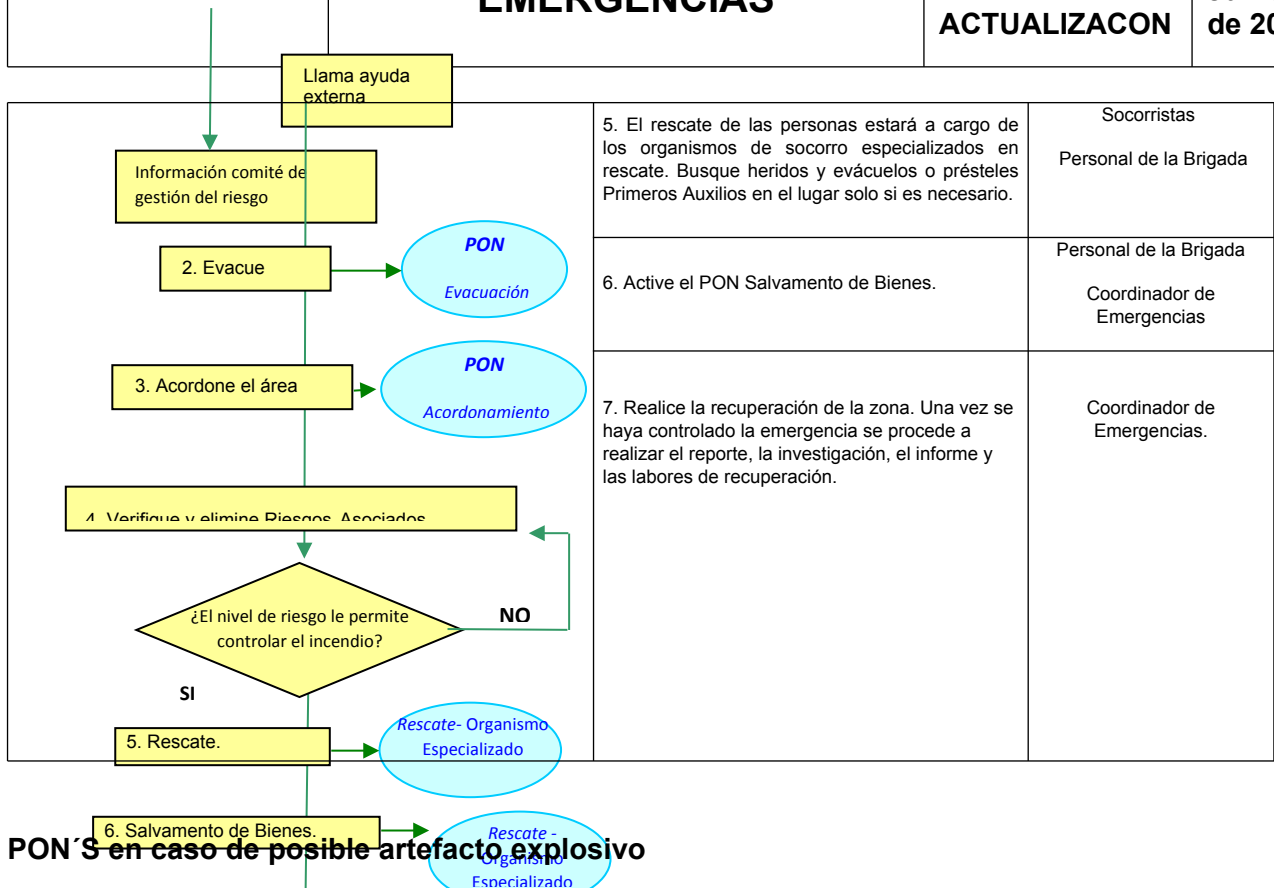 EMERGENCIAS
ACTUALIZACON
de 20
Llama ayuda
externa
Información comité de
gestión del riesgo
2. Evacue
PON
Evacuación
3. Acordone el área
PON
Acordonamiento
4. Verifique y elimine Riesgos Asociados
¿El nivel de riesgo le permite
controlar el incendio?
NO
SI
5. Rescate.
Rescate- Organismo
Especializado
6. Salvamento de Bienes.
Rescate -
Organismo
Especializado
5. El rescate de las personas estará a cargo de
los organismos de socorro especializados en
rescate. Busque heridos y evácuelos o présteles
Primeros Auxilios en el lugar solo si es necesario.
Socorristas
Personal de la Brigada
6. Active el PON Salvamento de Bienes.
Personal de la Brigada
Coordinador de
Emergencias
7. Realice la recuperación de la zona. Una vez se
haya controlado la emergencia se procede a
realizar el reporte, la investigación, el informe y
las labores de recuperación.
Coordinador de
Emergencias.
PON´S en caso de posible artefacto explosivo